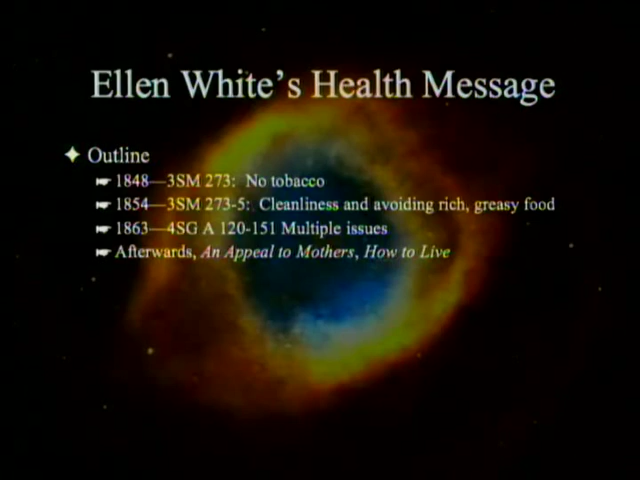 Ellen White's Health Message
Outline
1848—3SM 273: No tobacco
1854—3SM 273-5: Cleanliness and avoiding rich, greasy food
1863—4SG A 120-151 Multiple issues
Afterwards, An Appeal to Mothers, How to Live